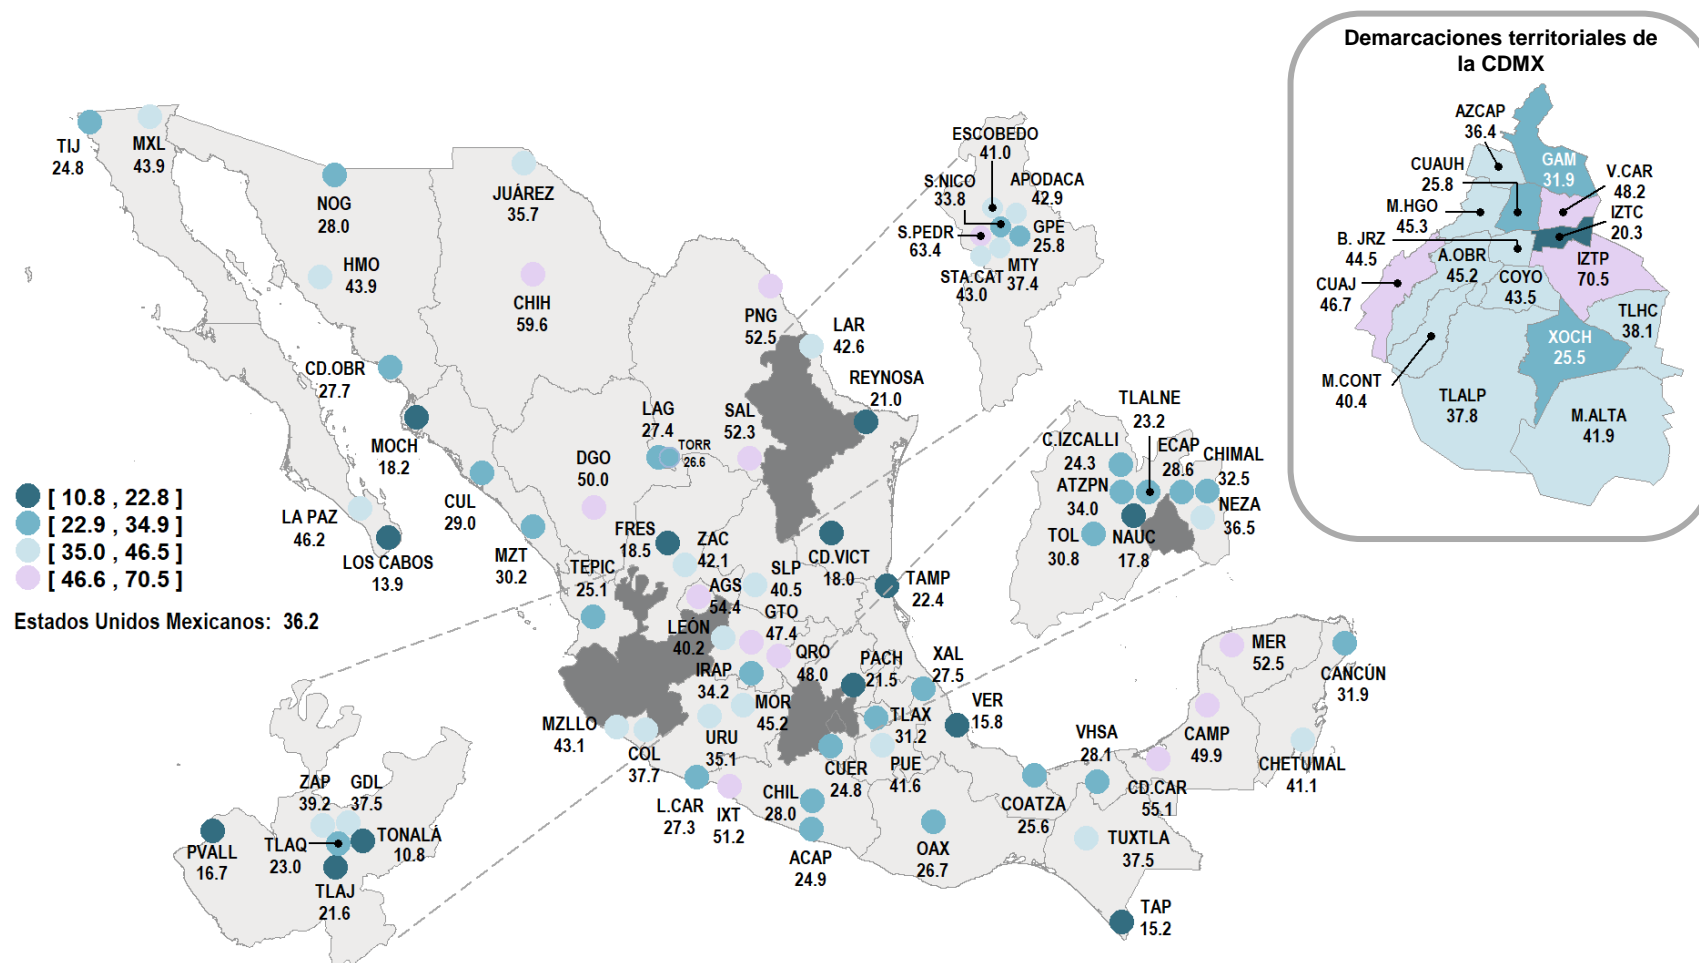 TIJ
24.8
MXL
43.9
NOG
28.0
HMO
43.9
JUÁREZ
35.7
CHIH
59.6
CD.OBR
27.7
MOCH
18.2
CUL
29.0
MZT
30.2
LA PAZ
46.2
LOS CABOS
13.9
PNG
52.5
LAR
42.6
REYNOSA
21.0
LAG
27.4
TORR
26.6
SAL
52.3
DGO
50.0
FRES
18.5
ZAC
42.1
TEPIC
25.1
AGS
54.4
SLP
40.5
CD.VICT
18.0
TAMP
22.4
LEÓN
40.2
GTO
47.4
IRAP
34.2
QRO
48.0
PACH
21.5
XAL
27.5
VER
15.8
MZLLO
43.1
COL
37.7
URU
35.1
MOR
45.2
TLAX
31.2
CUER
24.8
PUE
41.6
L.CAR
27.3
IXT
51.2
CHIL
28.0
ACAP
24.9
OAX
26.7
COATZA
25.6
VHSA
28.1
CD.CAR
55.1
TUXTLA
37.5
TAP
15.2
CAMP
49.9
MER
52.5
CANCÚN
31.9
CHETUMAL
41.1
[ 10.8 , 22.8 ]
[ 22.9 , 34.9 ]
[ 35.0 , 46.5 ]
[ 46.6 , 70.5 ]
Estados Unidos Mexicanos: 36.2
ZAP
39.2
GDL
37.5
TONALÁ
10.8
PVALL
16.7
TLAQ
23.0
TLAJ
21.6
ESCOBEDO
41.0
S.NICO
33.8
APODACA
42.9
S.PEDR
63.4
GPE
25.8
STA.CAT
43.0
MTY
37.4
TLALNE
23.2
C.IZCALLI
24.3
ECAP
28.6
CHIMAL
32.5
ATZPN
34.0
NEZA
36.5
TOL
30.8
NAUC
17.8
Demarcaciones territoriales de
la CDMX
AZCAP
36.4
CUAUH
25.8
GAM
31.9
V.CAR
48.2
M.HGO
45.3
IZTC
20.3
B. JRZ
44.5
A.OBR
45.2
IZTP
70.5
CUAJ
46.7
COYO
43.5
TLHC
38.1
XOCH
25.5
M.CONT
40.4
TLALP
37.8
M.ALTA
41.9